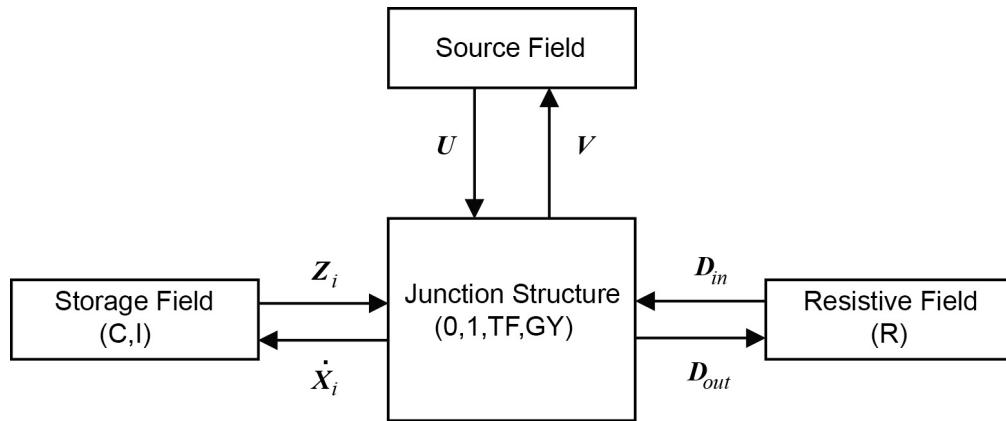 Source Field
U
V
Z_i
D_in
Storage Field
(C,I)
Junction Structure
(0,1,TF,GY)
Resistive Field
(R)
Ẋ_i
D_out